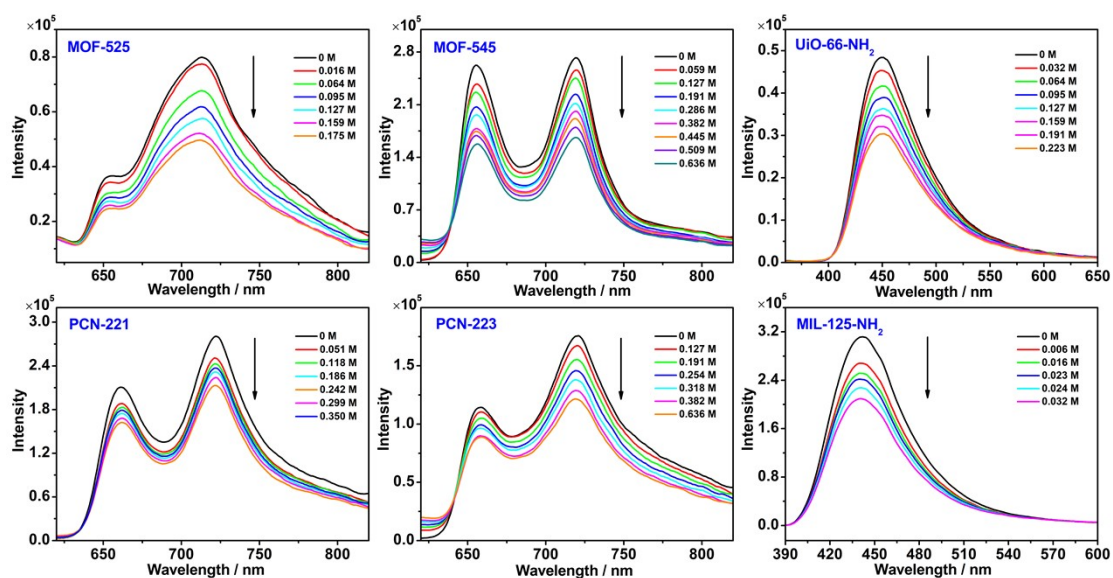 ×10⁵
MOF-525
0 M
0.016 M
0.064 M
0.095 M
0.127 M
0.159 M
0.175 M
0.8
0.6
0.4
0.2
Intensity
650 700 750 800
Wavelength / nm
×10⁵
MOF-545
0 M
0.059 M
0.127 M
0.191 M
0.286 M
0.382 M
0.445 M
0.509 M
0.636 M
2.8
2.1
1.4
0.7
0.0
Intensity
650 700 750 800
Wavelength / nm
×10⁵
UiO-66-NH₂
0 M
0.032 M
0.064 M
0.095 M
0.127 M
0.159 M
0.191 M
0.223 M
0.5
0.4
0.3
0.2
0.1
0.0
Intensity
400 450 500 550 600 650
Wavelength / nm
×10⁵
PCN-221
0 M
0.051 M
0.118 M
0.186 M
0.242 M
0.299 M
0.350 M
3.0
2.4
1.8
1.2
0.6
0.0
Intensity
650 700 750 800
Wavelength / nm
×10⁵
PCN-223
0 M
0.127 M
0.191 M
0.254 M
0.318 M
0.382 M
0.636 M
2.0
1.5
1.0
0.5
0.0
Intensity
650 700 750 800
Wavelength / nm
×10⁵
MIL-125-NH₂
0 M
0.006 M
0.016 M
0.023 M
0.024 M
0.032 M
3.2
2.4
1.6
0.8
0.0
Intensity
390 420 450 480 510 540 570 600
Wavelength / nm